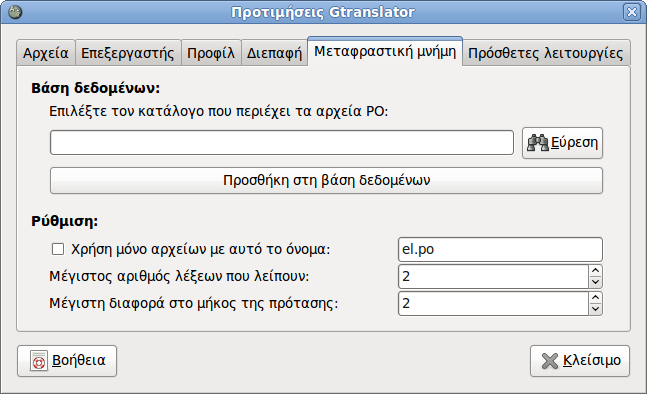 Προτιμήσεις Gtranslator
Αρχεία Επεξεργαστής Προφίλ Διεπαφή Μεταφραστική μνήμη Πρόσθετες λειτουργίες
Βάση δεδομένων:
Επιλέξτε τον κατάλογο που περιέχει τα αρχεία PO:
Εύρεση
Προσθήκη στη βάση δεδομένων
Ρύθμιση:
Χρήση μόνο αρχείων με αυτό το όνομα: el.po
Μέγιστος αριθμός λέξεων που λείπουν: 2
Μέγιστη διαφορά στο μήκος της πρότασης: 2
Βοήθεια Κλείσιμο